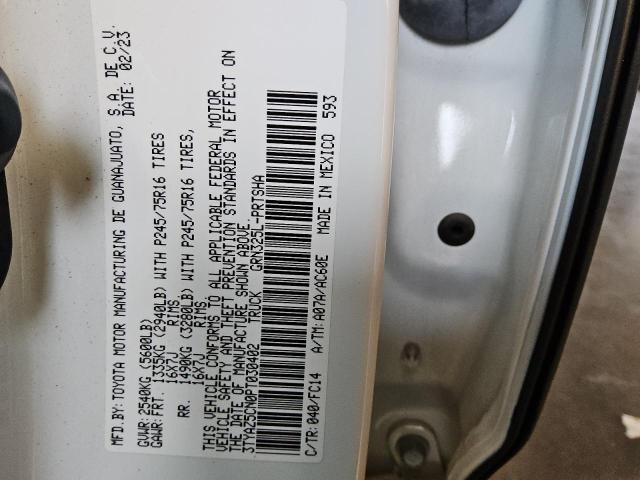 MFD.BY: TOYOTA MOTOR MANUFACTURING DE GUANAJUATO, S.A. DE C.V.
DATE: 02/23
GVWR: 2540KG (5600LB)
GAWR: FRT. 1335KG (2940LB) WITH P245/75R16 TIRES
16X7J RIMS,
RR. 1490KG (3280LB) WITH P245/75R16 TIRES,
16X7J RIMS,
THIS VEHICLE CONFORMS TO ALL APPLICABLE FEDERAL MOTOR
VEHICLE SAFETY AND THEFT PREVENTION STANDARDS IN EFFECT ON
THE DATE OF MANUFACTURE SHOWN ABOVE.
3TYAZ5CN0PT030402 TRUCK GRN325L-PRTSHA
C/TR: 040/FC14 A/TM: A07A/AC60E MADE IN MEXICO 593